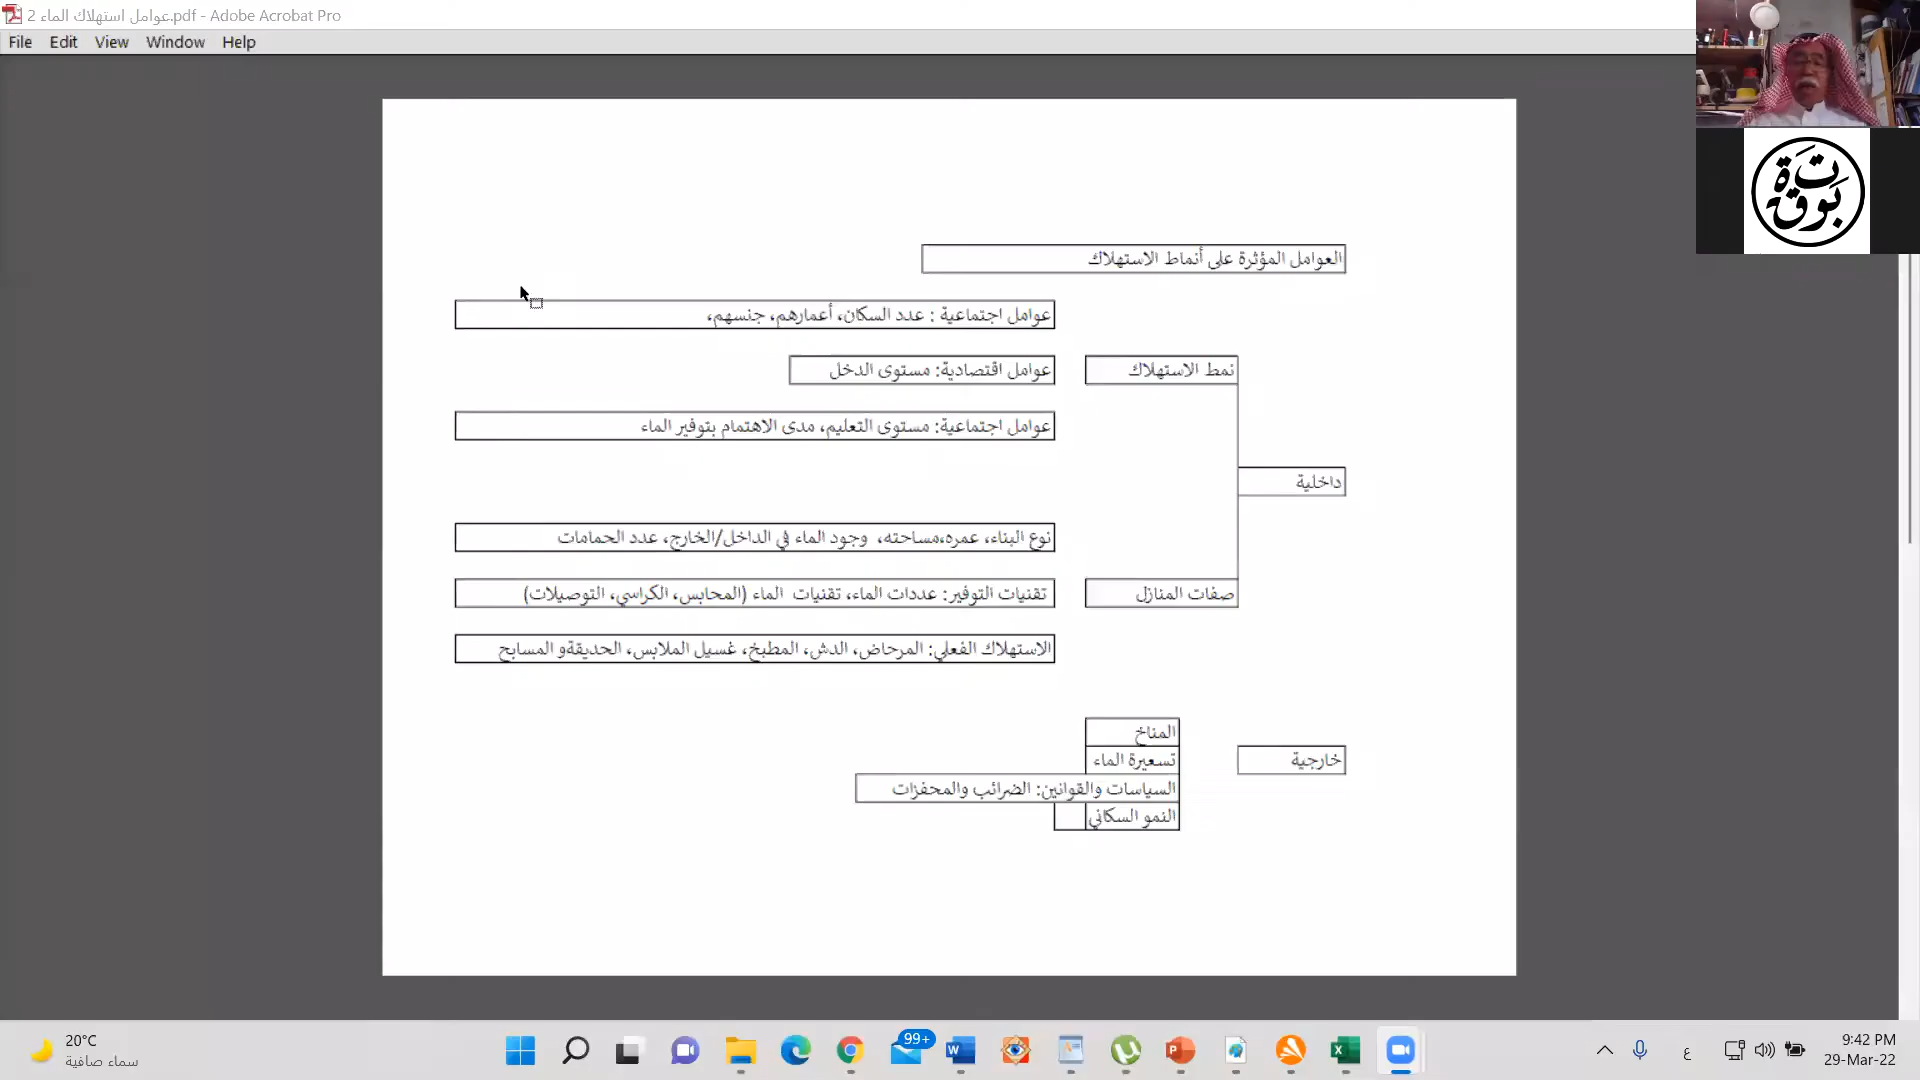 عوامل استهلاك الماء 2.pdf - Adobe Acrobat Pro
File Edit View Window Help
بوتقة
العوامل المؤثرة على أنماط الاستهلاك
عوامل اجتماعية : عدد السكان، أعمارهم، جنسهم،
نمط الاستهلاك
عوامل اقتصادية: مستوى الدخل
عوامل اجتماعية: مستوى التعليم، مدى الاهتمام بتوفير الماء
داخلية
نوع البناء، عمره،مساحته، وجود الماء في الداخل/الخارج، عدد الحمامات
صفات المنازل
تقنيات التوفير: عددات الماء، تقنيات الماء (المحابس، الكراسي، التوصيلات)
الاستهلاك الفعلي: المرحاض، الدش، المطبخ، غسيل الملابس، الحديقةو المسابح
خارجية
المناخ
تسعيرة الماء
السياسات والقوانين: الضرائب والمحفزات
النمو السكاني
20°C
سماء صافية
99+
ع
9:42 PM
29-Mar-22